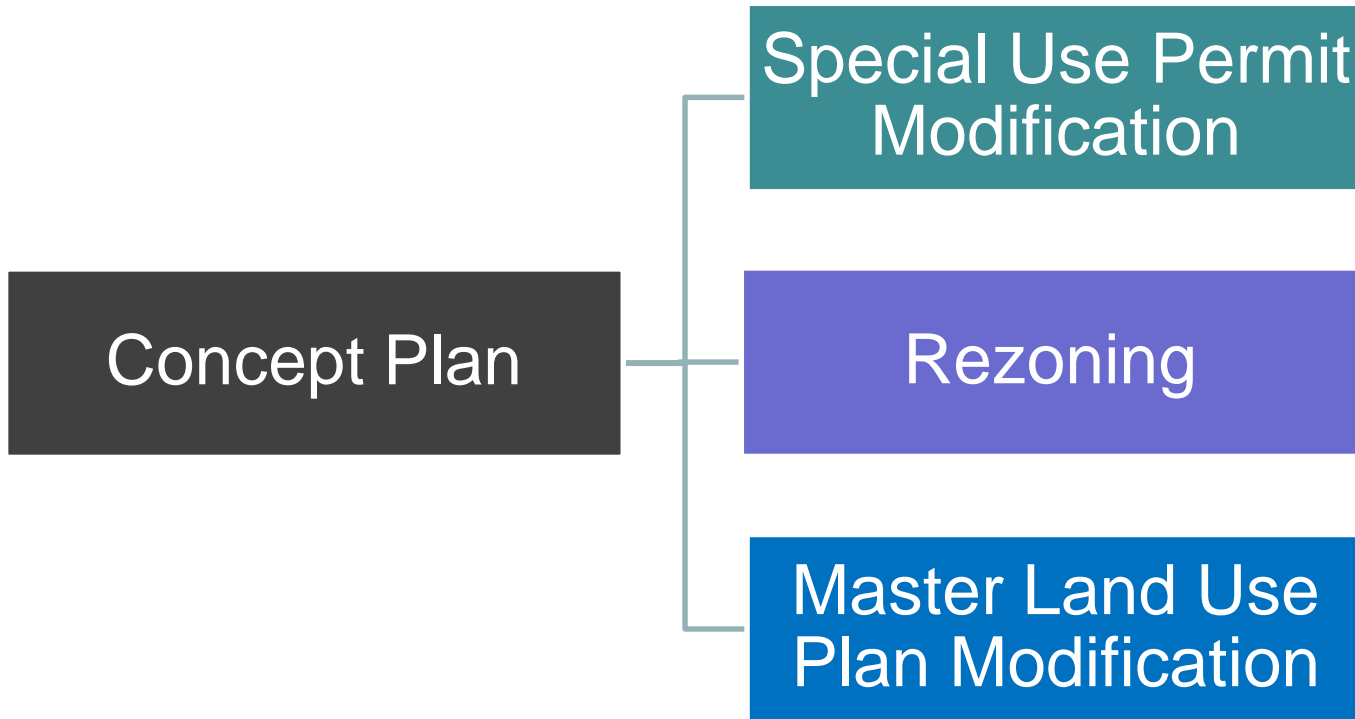 Special Use Permit
Modification
Concept Plan
Rezoning
Master Land Use
Plan Modification